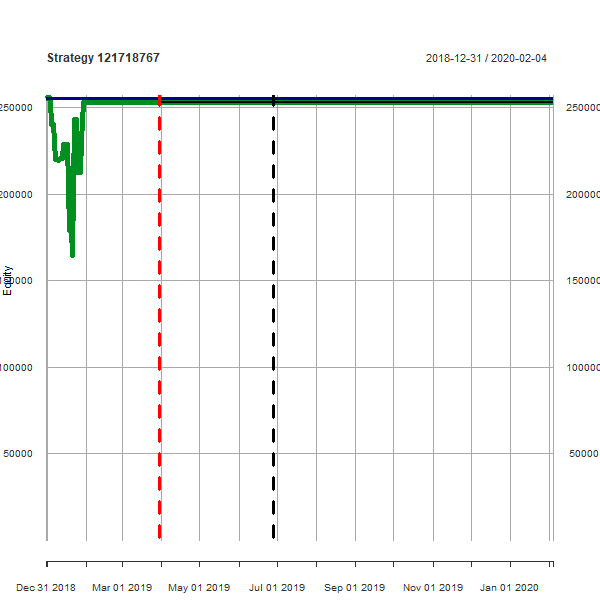 Strategy 121718767
2018-12-31 / 2020-02-04
250000
250000
200000
200000
150000
150000
100000
100000
50000
50000
Equity
Dec 31 2018
Mar 01 2019
May 01 2019
Jul 01 2019
Sep 01 2019
Nov 01 2019
Jan 01 2020